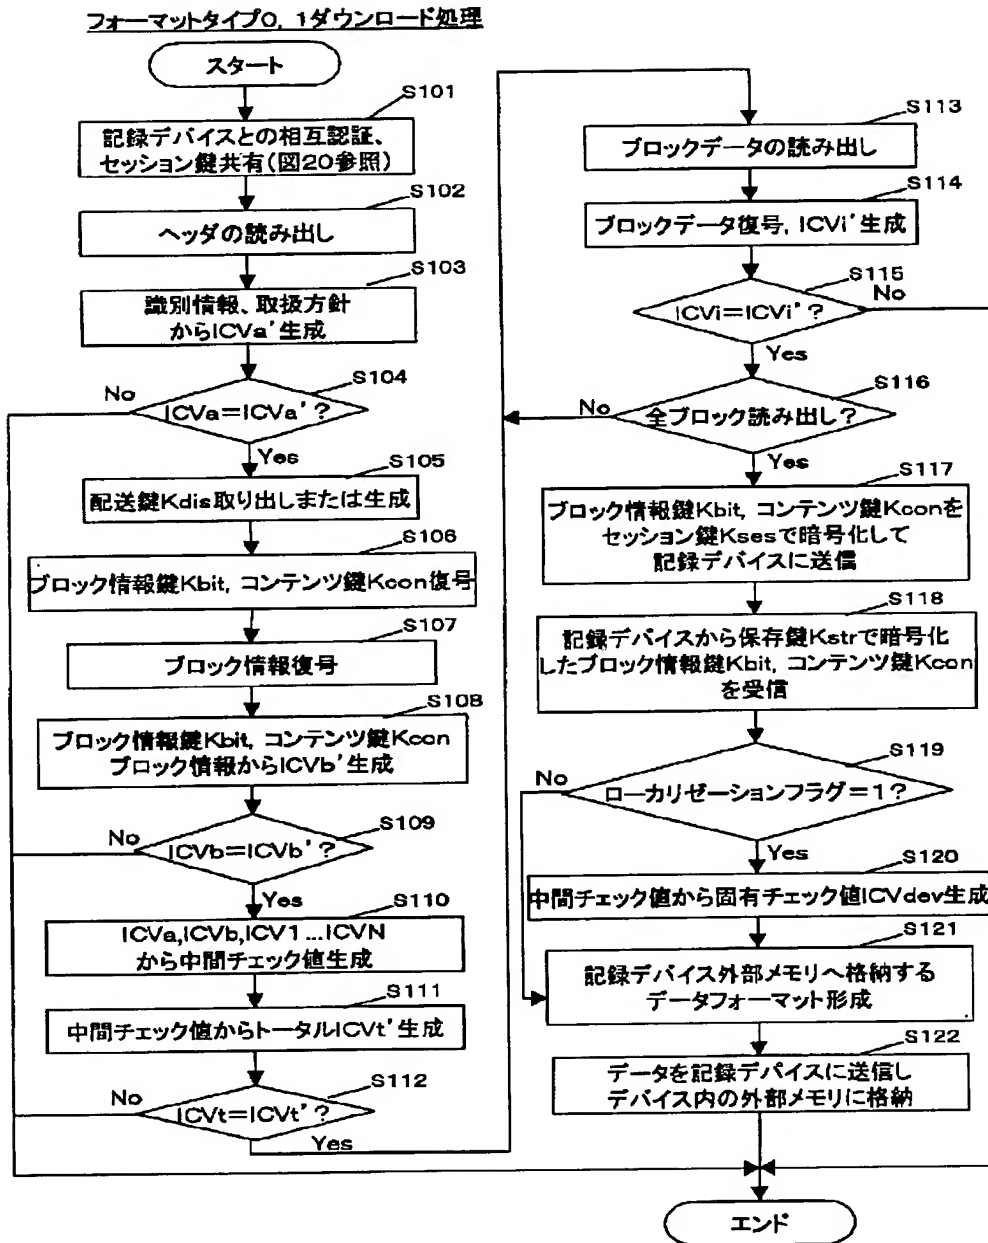 フォーマットタイプ0, 1ダウンロード処理
スタート
S101
記録デバイスとの相互認証、
セッション鍵共有(図20参照)
S102
ヘッダの読み出し
S103
識別情報、取扱方針
からICVa'生成
S104
ICVa=ICVa'?
No
Yes
S105
配送鍵Kdis取り出しまたは生成
S106
ブロック情報鍵Kbit, コンテンツ鍵Kcon復号
S107
ブロック情報復号
S108
ブロック情報鍵Kbit, コンテンツ鍵Kcon
ブロック情報からICVb'生成
S109
ICVb=ICVb'?
No
Yes
S110
ICVa,ICVb,ICV1...ICVN
から中間チェック値生成
S111
中間チェック値からトータルICVt'生成
S112
ICVt=ICVt'?
No
Yes
S113
ブロックデータの読み出し
S114
ブロックデータ復号, ICVi'生成
S115
ICVi=ICVi'?
No
Yes
S116
全ブロック読み出し?
No
Yes
S117
ブロック情報鍵Kbit, コンテンツ鍵Kconを
セッション鍵Ksesで暗号化して
記録デバイスに送信
S118
記録デバイスから保存鍵Kstrで暗号化
したブロック情報鍵Kbit, コンテンツ鍵Kcon
を受信
S119
ローカリゼーションフラグ=1?
No
Yes
S120
中間チェック値から固有チェック値ICVdev生成
S121
記録デバイス外部メモリへ格納する
データフォーマット形成
S122
データを記録デバイスに送信し
デバイス内の外部メモリに格納
エンド